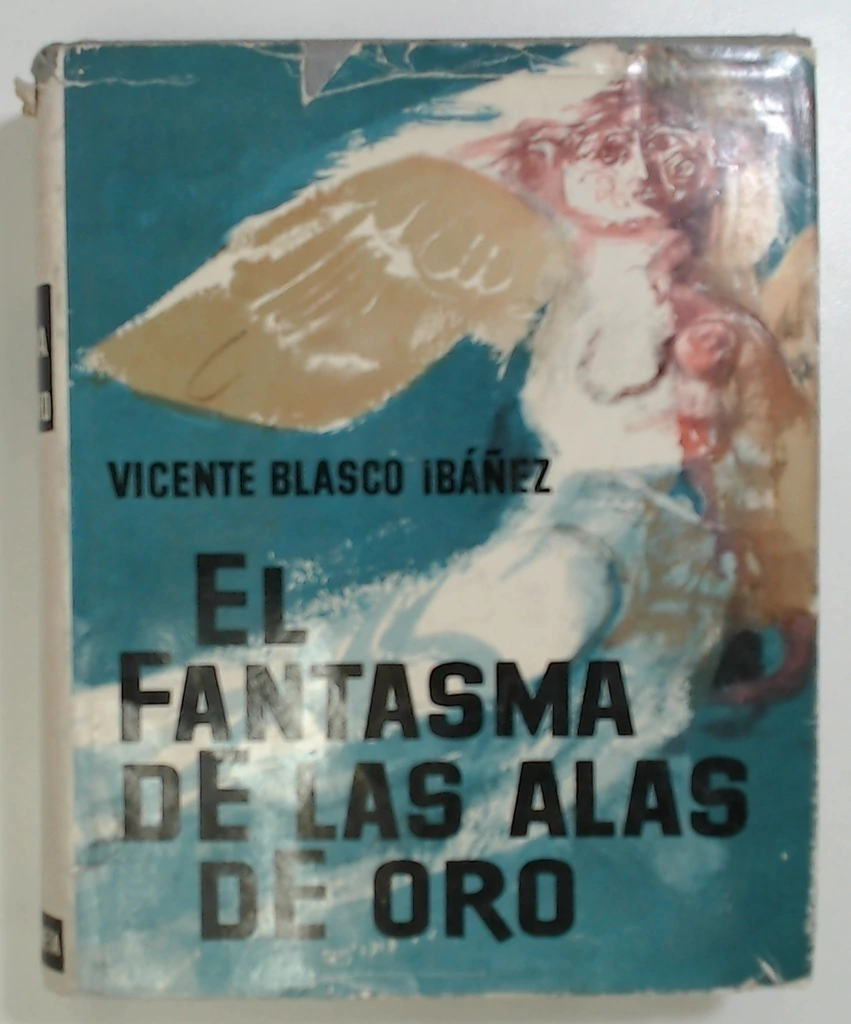 VICENTE BLASCO IBÁÑEZ
EL
FANTASMA
DE LAS ALAS
DE ORO